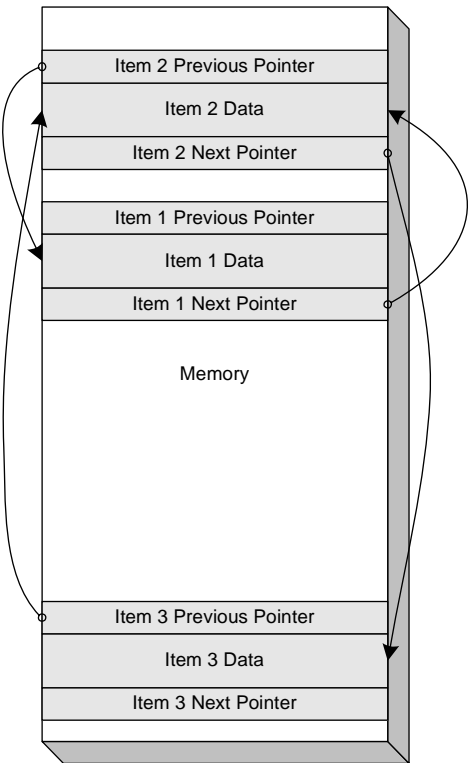 Item 2 Previous Pointer
Item 2 Data
Item 2 Next Pointer
Item 1 Previous Pointer
Item 1 Data
Item 1 Next Pointer
Memory
Item 3 Previous Pointer
Item 3 Data
Item 3 Next Pointer